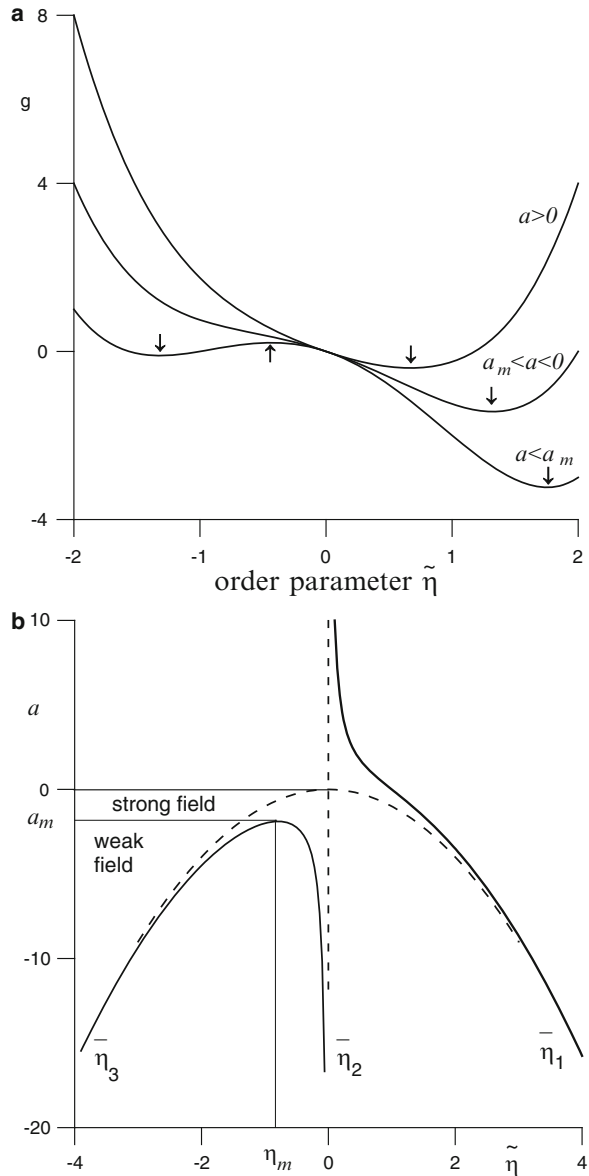 a
8
g
4
a>0
0
a_m<a<0
a<a_m
-4
-2 -1 0 1 2
order parameter η̃
b
10
a
0
strong field
a_m
weak
field
-10
η̄_3 η̄_2 η̄_1
-20
-4 -2 η_m 0 2 η̃ 4